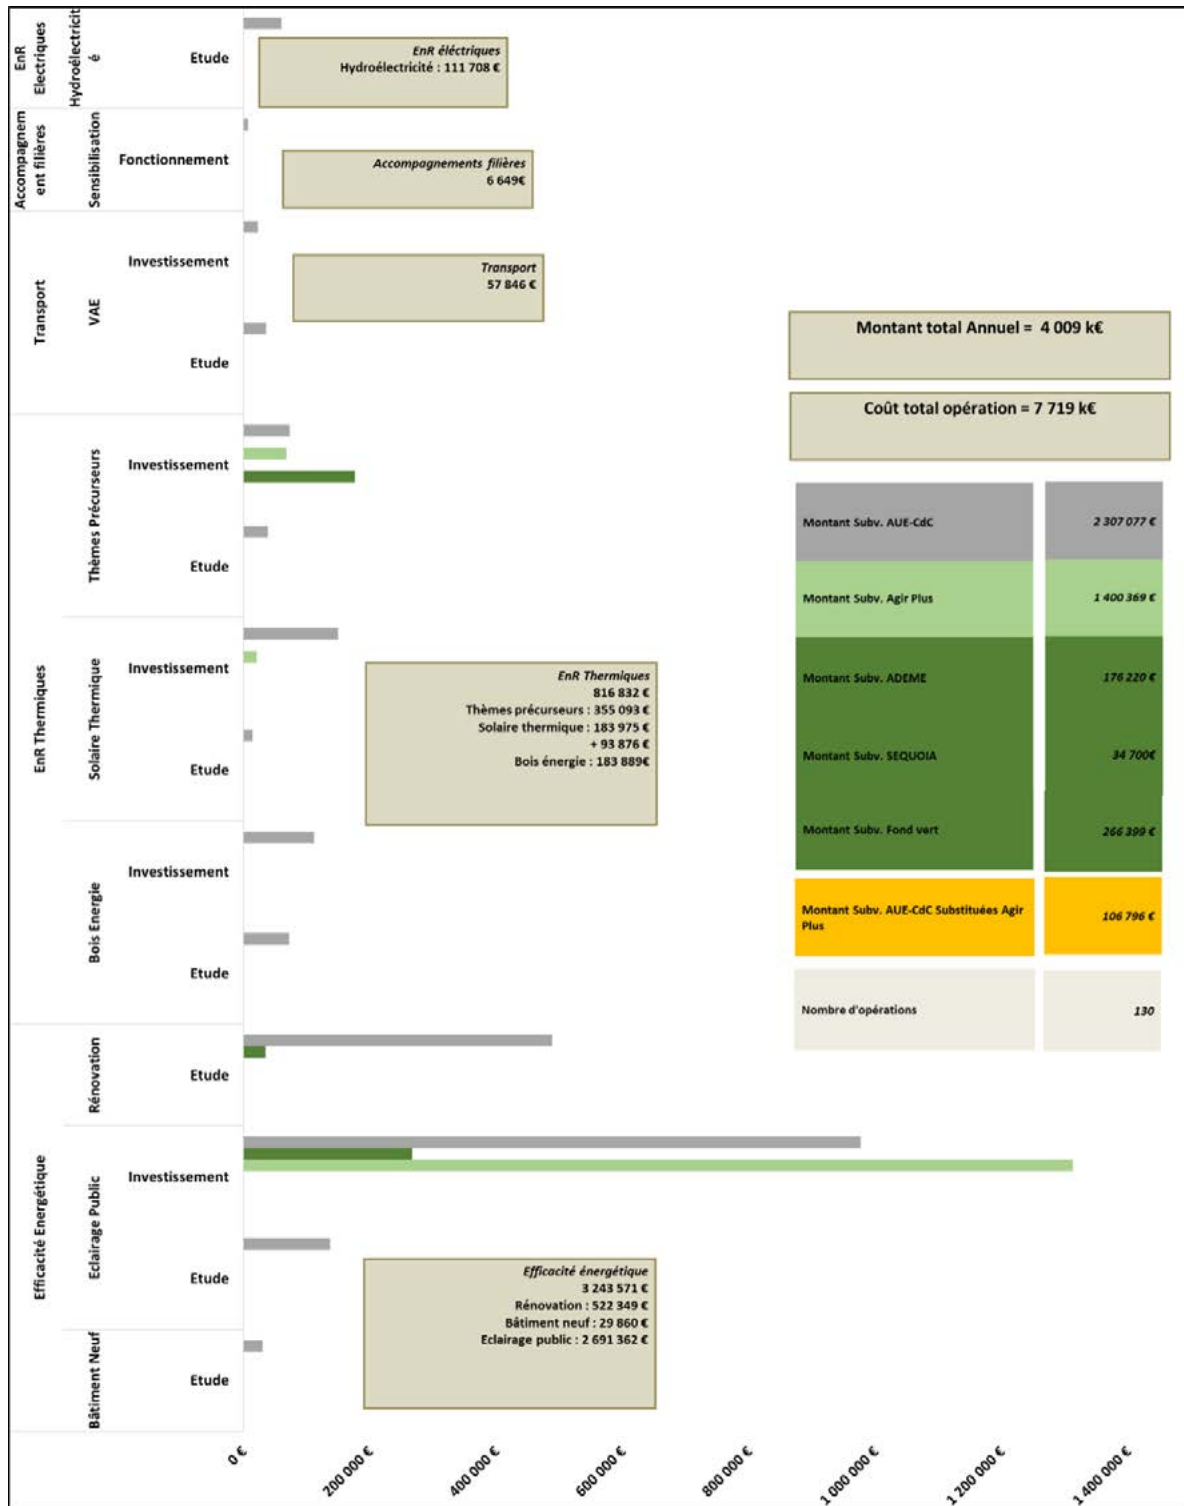 EnR
Electriques
Hydroélectricit
é
Etude
EnR éléctriques
Hydroélectricité : 111 708 €
Accompagnem
ent filières
Sensibilisation
Fonctionnement
Accompagnements filières
6 649€
Transport
VAE
Investissement
Etude
Transport
57 846 €
Montant total Annuel = 4 009 k€
Coût total opération = 7 719 k€
EnR Thermiques
Thèmes Précurseurs
Investissement
Etude
Solaire Thermique
Investissement
Etude
EnR Thermiques
816 832 €
Thèmes précurseurs : 355 093 €
Solaire thermique : 183 975 €
+ 93 876 €
Bois énergie : 183 889€
Bois Energie
Investissement
Etude
Montant Subv. AUE-CdC 2 307 077 €
Montant Subv. Agir Plus 1 400 369 €
Montant Subv. ADEME 176 220 €
Montant Subv. SEQUOIA 34 700€
Montant Subv. Fond vert 266 399 €
Montant Subv. AUE-CdC Substituées Agir
Plus 106 796 €
Nombre d'opérations 130
Efficacité Energétique
Rénovation
Etude
Eclairage Public
Investissement
Etude
Bâtiment Neuf
Etude
Efficacité énergétique
3 243 571 €
Rénovation : 522 349 €
Bâtiment neuf : 29 860 €
Eclairage public : 2 691 362 €
0 €
200 000 €
400 000 €
600 000 €
800 000 €
1 000 000 €
1 200 000 €
1 400 000 €